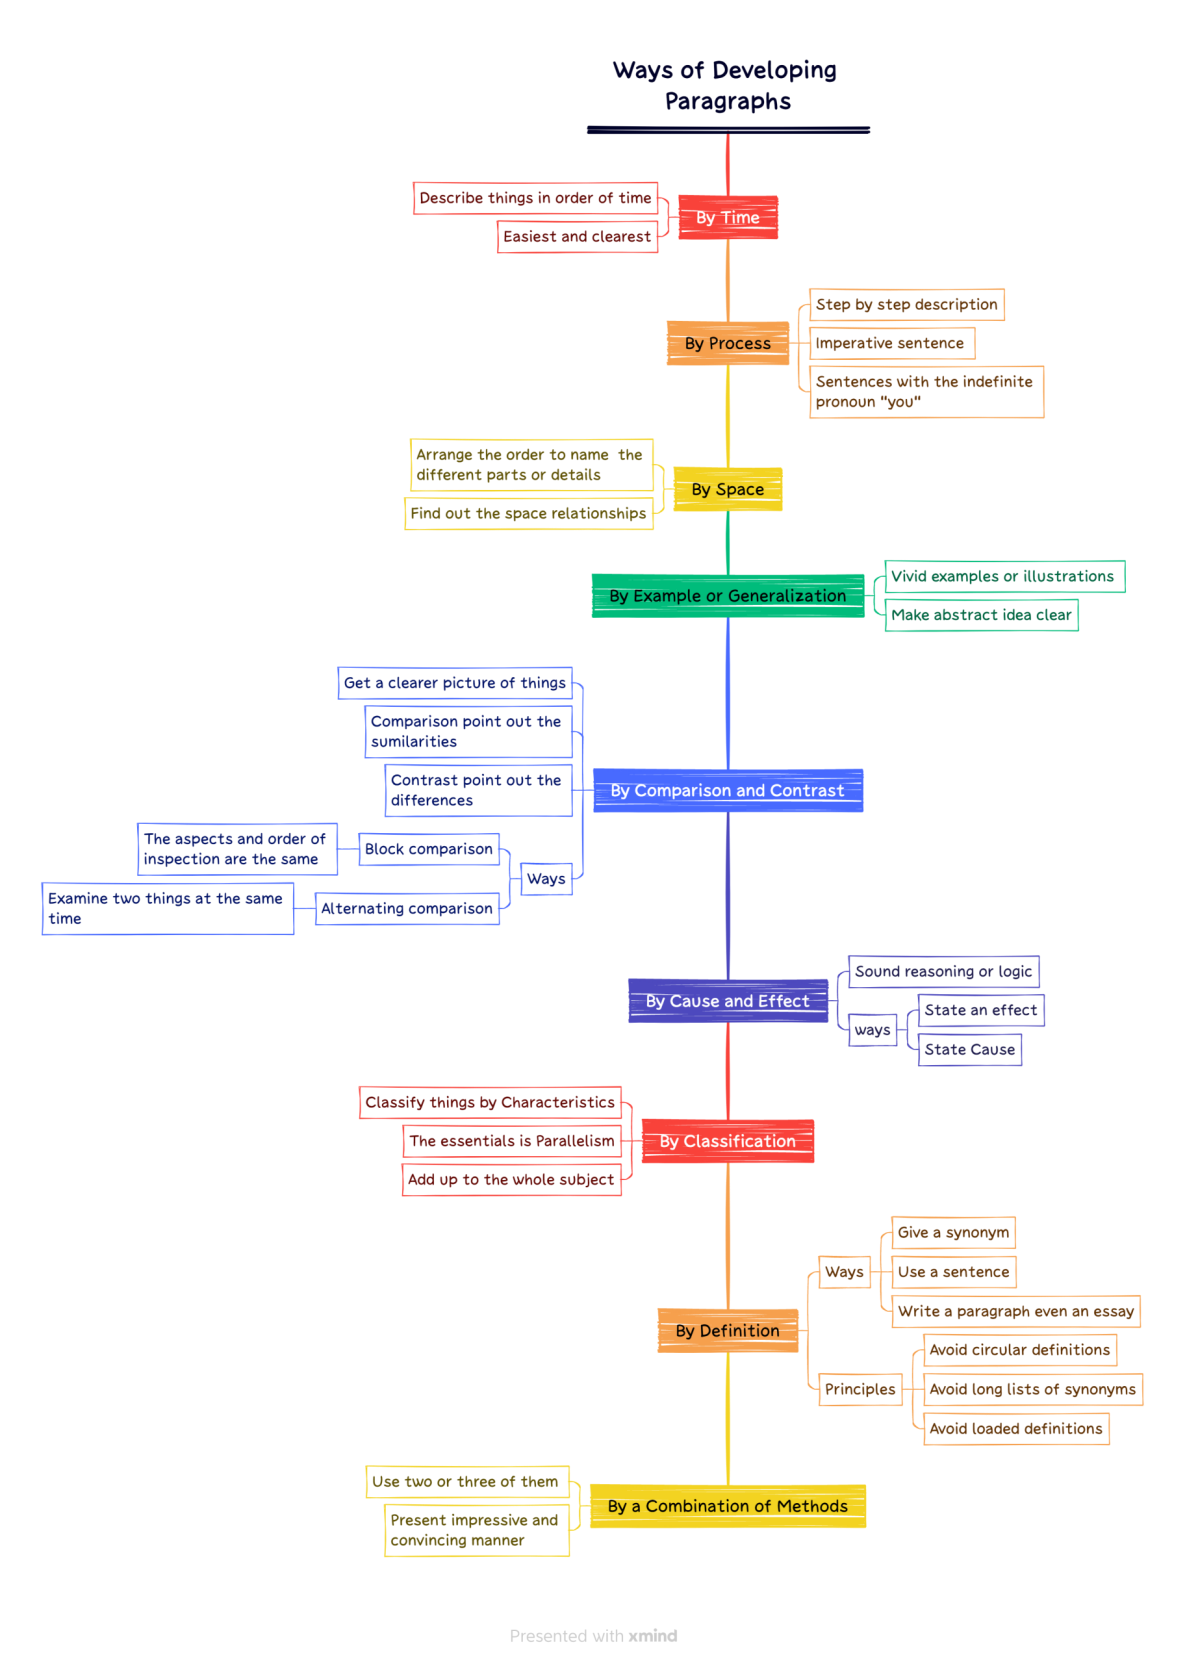 Ways of Developing
Paragraphs
Describe things in order of time
Easiest and clearest
By Time
By Process
Step by step description
Imperative sentence
Sentences with the indefinite
pronoun "you"
Arrange the order to name  the
different parts or details
Find out the space relationships
By Space
By Example or Generalization
Vivid examples or illustrations
Make abstract idea clear
Get a clearer picture of things
Comparison point out the
sumilarities
Contrast point out the
differences
By Comparison and Contrast
Ways
Block comparison
The aspects and order of
inspection are the same
Alternating comparison
Examine two things at the same
time
By Cause and Effect
Sound reasoning or logic
ways
State an effect
State Cause
Classify things by Characteristics
The essentials is Parallelism
Add up to the whole subject
By Classification
By Definition
Ways
Give a synonym
Use a sentence
Write a paragraph even an essay
Principles
Avoid circular definitions
Avoid long lists of synonyms
Avoid loaded definitions
Use two or three of them
Present impressive and
convincing manner
By a Combination of Methods
Presented with xmind